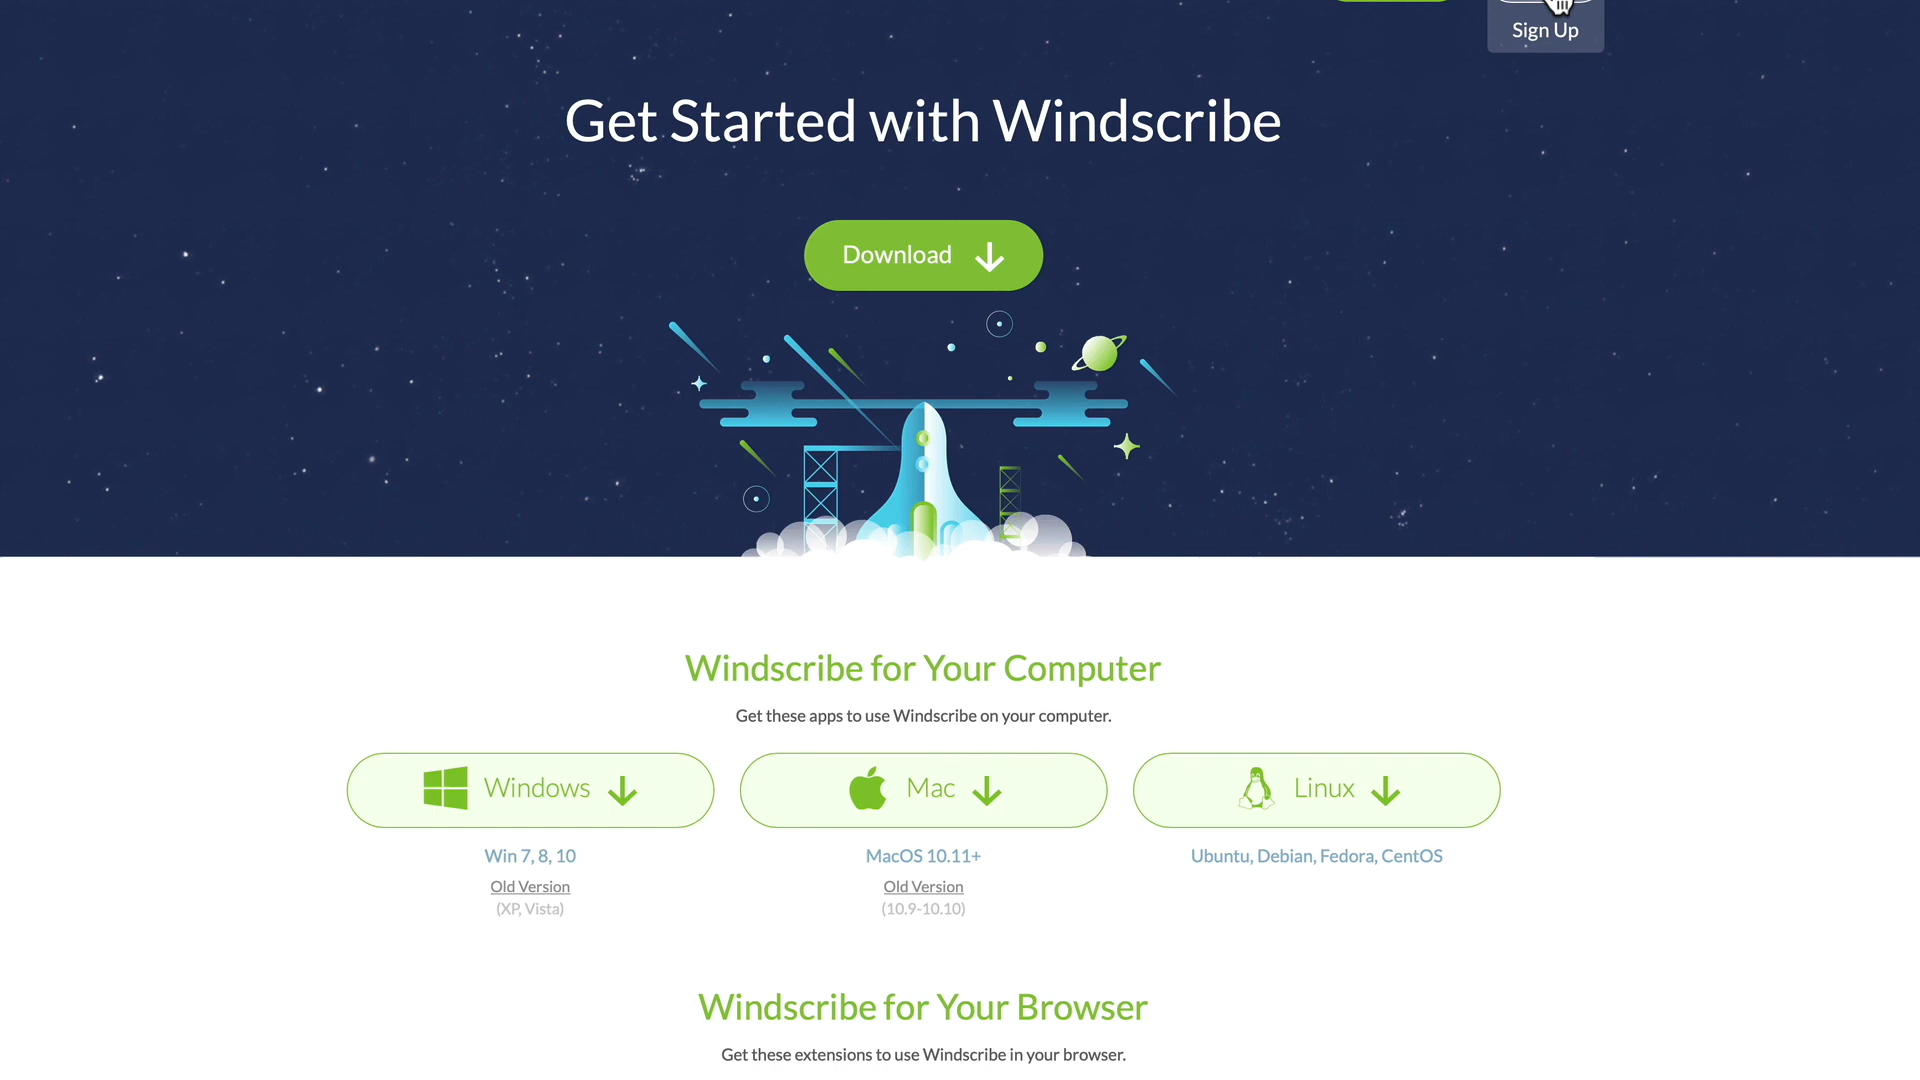 Sign Up
Get Started with Windscribe
Download
Windscribe for Your Computer
Get these apps to use Windscribe on your computer.
Windows
Mac
Linux
Win 7, 8, 10
MacOS 10.11+
Ubuntu, Debian, Fedora, CentOS
Old Version
Old Version
(XP, Vista)
(10.9-10.10)
Windscribe for Your Browser
Get these extensions to use Windscribe in your browser.